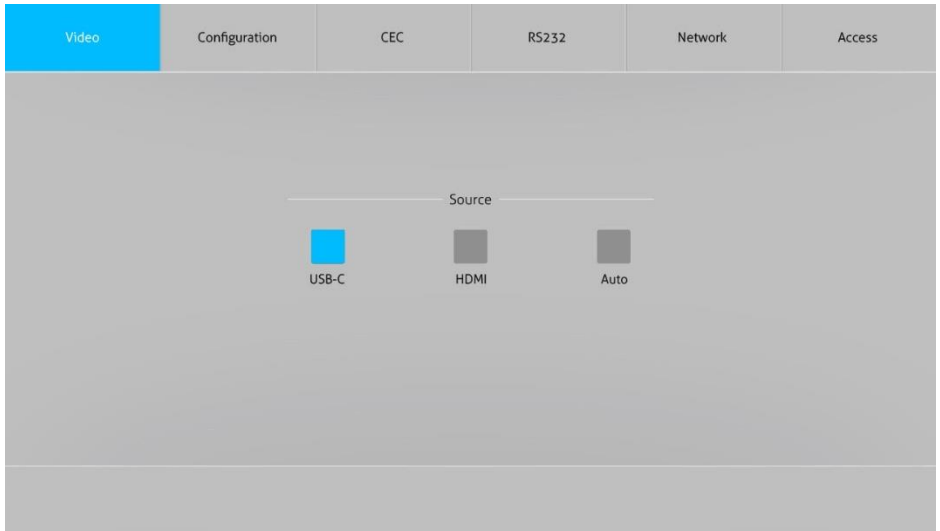 Video Configuration CEC RS232 Network Access
Source
USB-C HDMI Auto